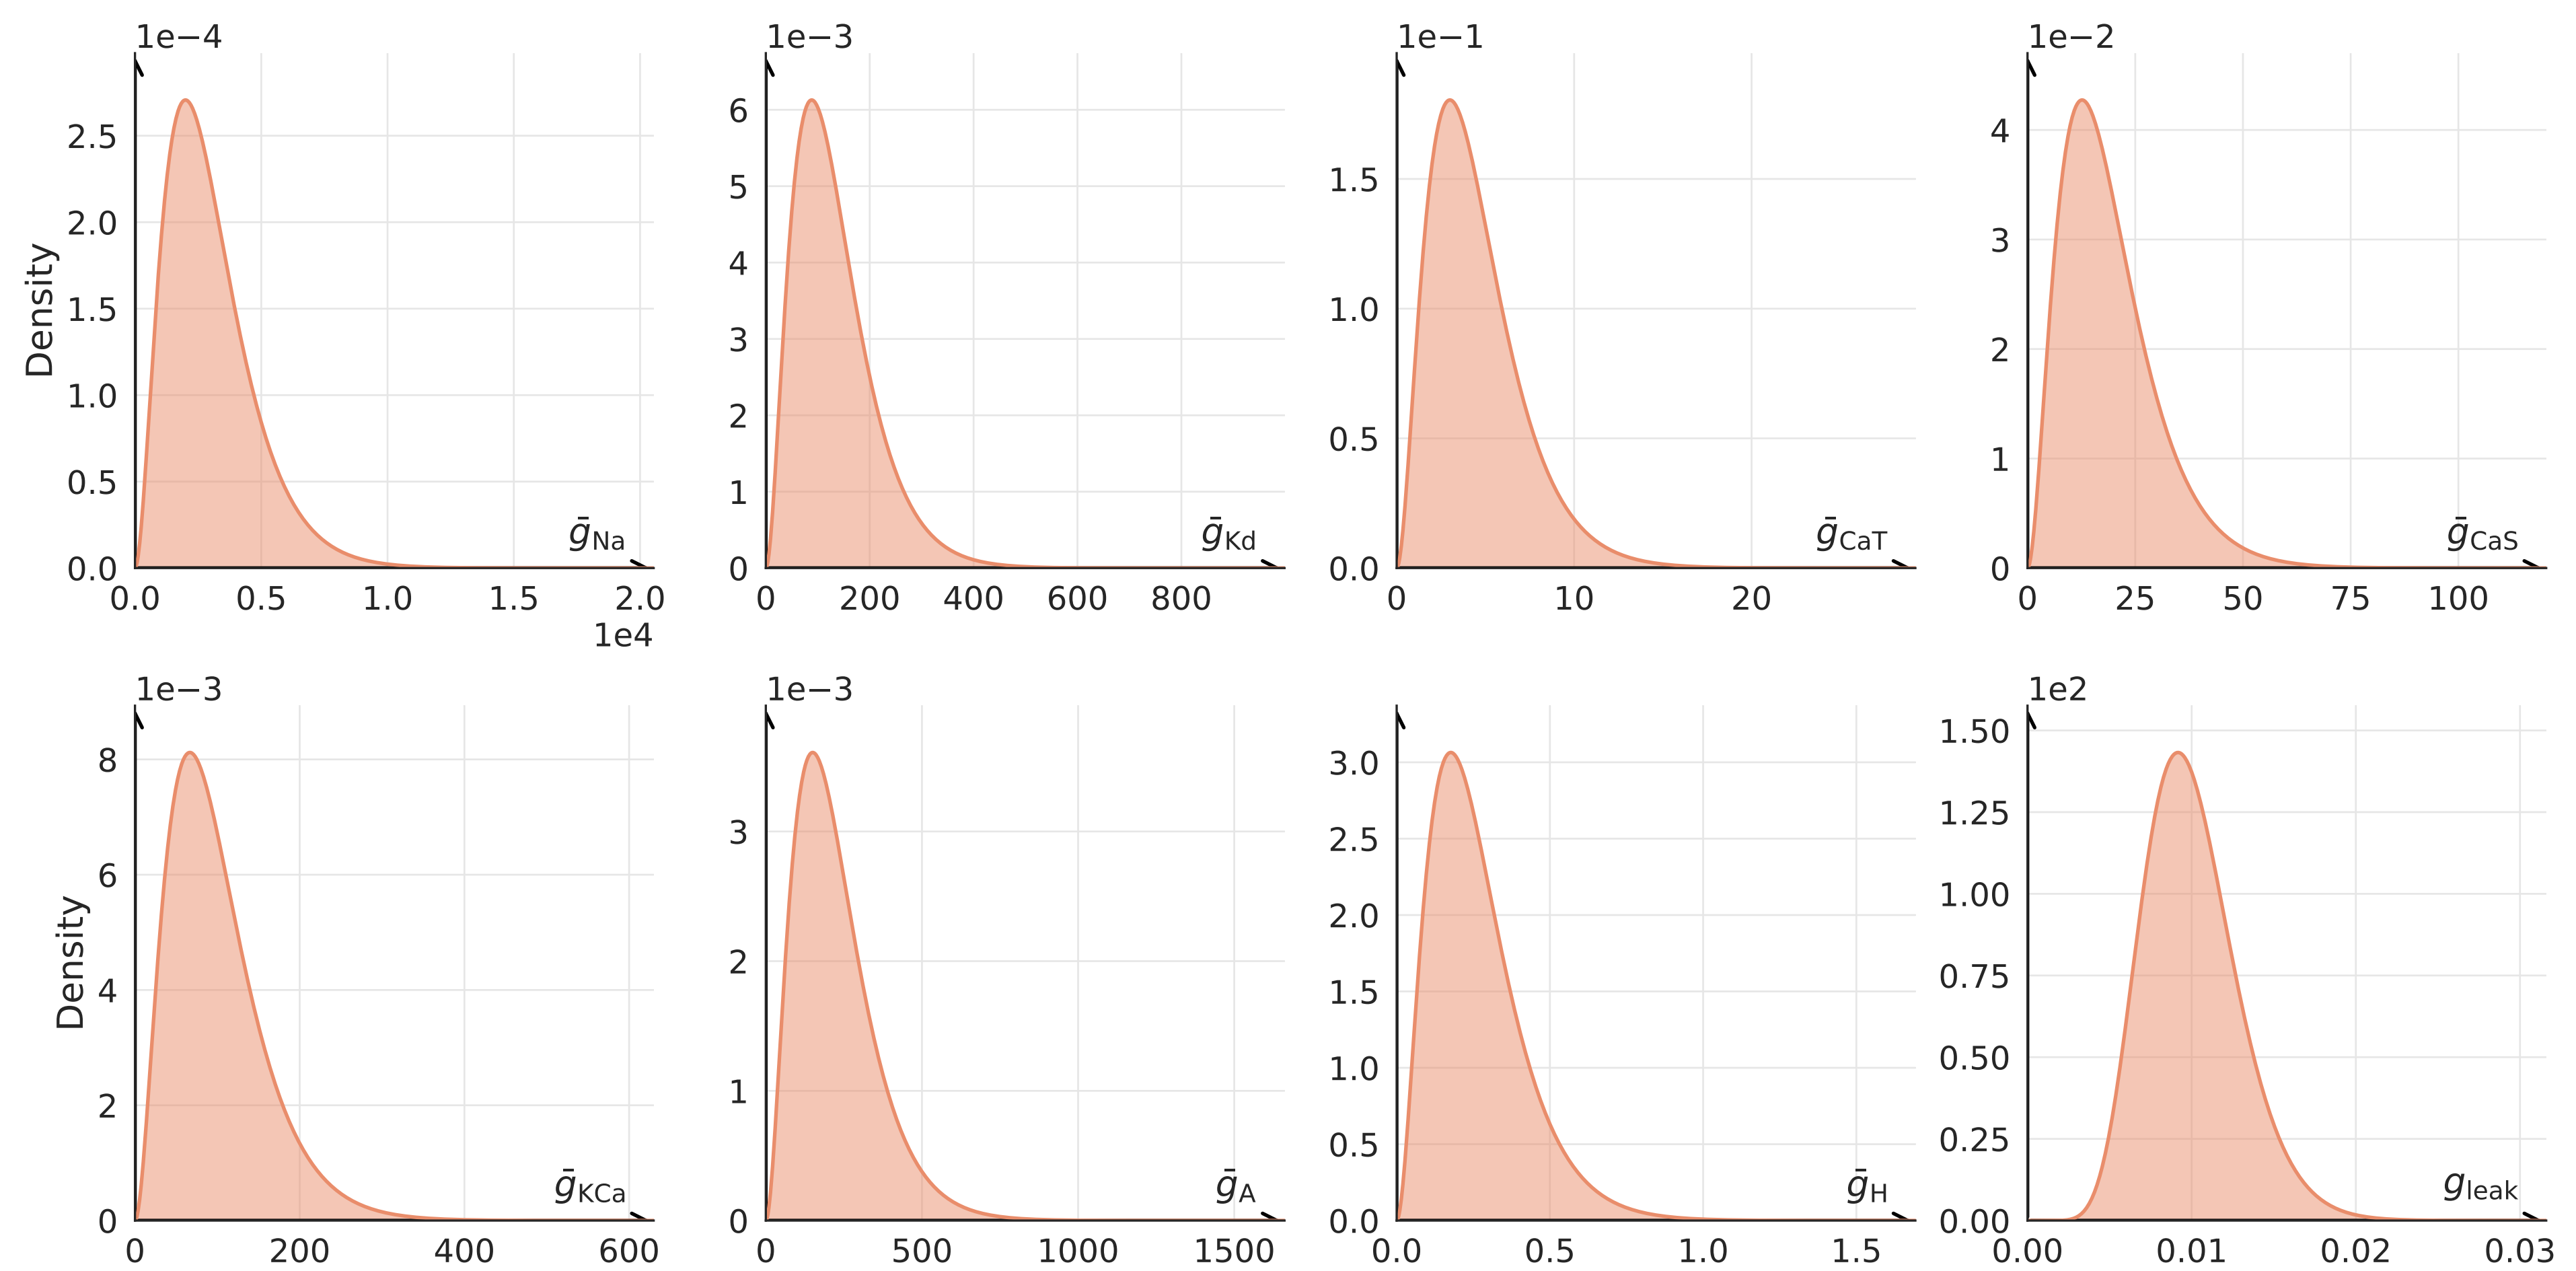 1e−4 1e−3 1e−1 1e−2
Density
2.5
2.0
1.5
1.0
0.5
0.0
0.0 0.5 1.0 1.5 2.0
1e4
ḡNa
6
5
4
3
2
1
0
0 200 400 600 800
ḡKd
1.5
1.0
0.5
0.0
0 10 20
ḡCaT
4
3
2
1
0
0 25 50 75 100
ḡCaS
1e−3 1e−3 1e2
Density
8
6
4
2
0
0 200 400 600
ḡKCa
3
2
1
0
0 500 1000 1500
ḡA
3.0
2.5
2.0
1.5
1.0
0.5
0.0
0.0 0.5 1.0 1.5
ḡH
1.50
1.25
1.00
0.75
0.50
0.25
0.00
0.00 0.01 0.02 0.03
gleak